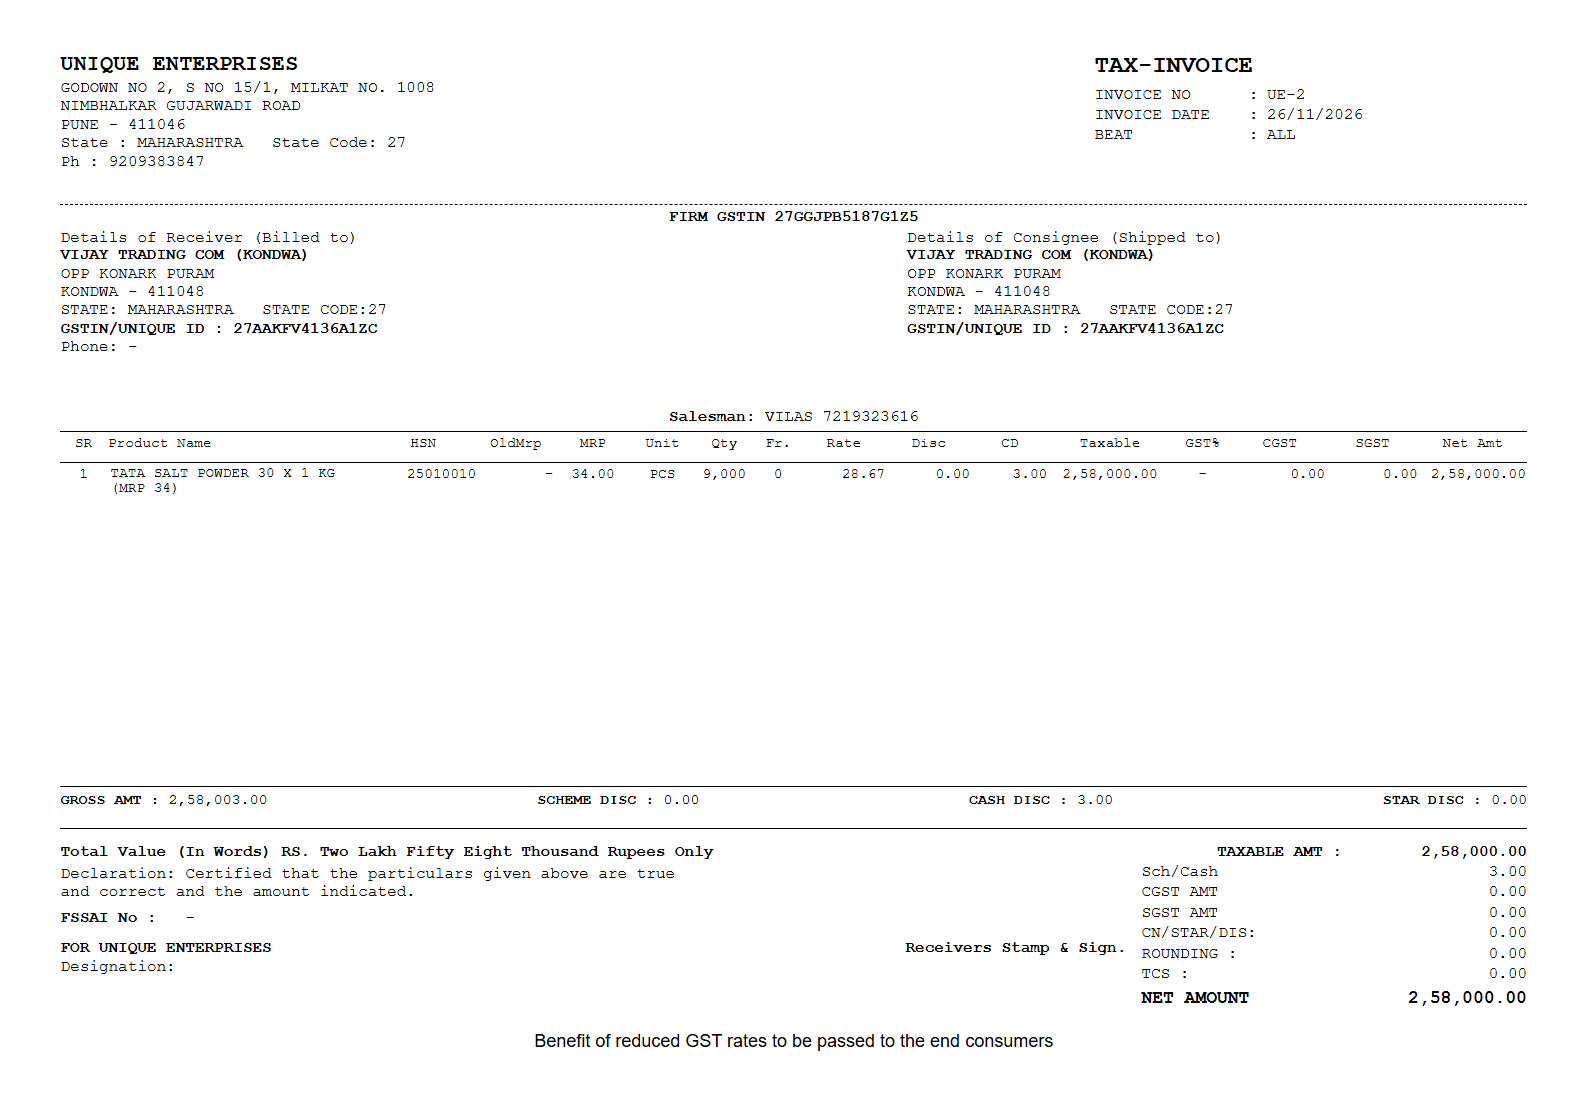 UNIQUE ENTERPRISES
GODOWN NO 2, S NO 15/1, MILKAT NO. 1008
NIMBHALKAR GUJARWADI ROAD
PUNE - 411046
State : MAHARASHTRA State Code: 27
Ph : 9209383847
TAX-INVOICE
INVOICE NO : UE-2
INVOICE DATE : 26/11/2026
BEAT : ALL
FIRM GSTIN 27GGJPB5187G1Z5
Details of Receiver (Billed to)
VIJAY TRADING COM (KONDWA)
OPP KONARK PURAM
KONDWA - 411048
STATE: MAHARASHTRA STATE CODE:27
GSTIN/UNIQUE ID : 27AAKFV4136A1ZC
Phone: -
Details of Consignee (Shipped to)
VIJAY TRADING COM (KONDWA)
OPP KONARK PURAM
KONDWA - 411048
STATE: MAHARASHTRA STATE CODE:27
GSTIN/UNIQUE ID : 27AAKFV4136A1ZC
Salesman: VILAS 7219323616
SR Product Name HSN OldMrp MRP Unit Qty Fr. Rate Disc CD Taxable GST% CGST SGST Net Amt
1 TATA SALT POWDER 30 X 1 KG 25010010 - 34.00 PCS 9,000 0 28.67 0.00 3.00 2,58,000.00 - 0.00 0.00 2,58,000.00
(MRP 34)
GROSS AMT : 2,58,003.00 SCHEME DISC : 0.00 CASH DISC : 3.00 STAR DISC : 0.00
Total Value (In Words) RS. Two Lakh Fifty Eight Thousand Rupees Only
Declaration: Certified that the particulars given above are true
and correct and the amount indicated.
FSSAI No : -
FOR UNIQUE ENTERPRISES
Designation:
Receivers Stamp & Sign.
TAXABLE AMT : 2,58,000.00
Sch/Cash 3.00
CGST AMT 0.00
SGST AMT 0.00
CN/STAR/DIS: 0.00
ROUNDING : 0.00
TCS : 0.00
NET AMOUNT 2,58,000.00
Benefit of reduced GST rates to be passed to the end consumers